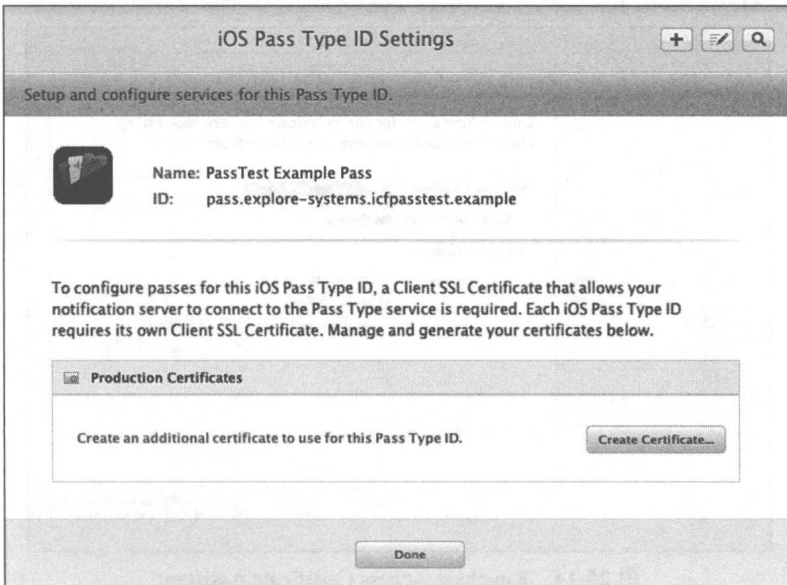 iOS Pass Type ID Settings
Setup and configure services for this Pass Type ID.
Name: PassTest Example Pass
ID: pass.explore-systems.icfpasstest.example
To configure passes for this iOS Pass Type ID, a Client SSL Certificate that allows your
notification server to connect to the Pass Type service is required. Each iOS Pass Type ID
requires its own Client SSL Certificate. Manage and generate your certificates below.
Production Certificates
Create an additional certificate to use for this Pass Type ID.
Create Certificate...
Done